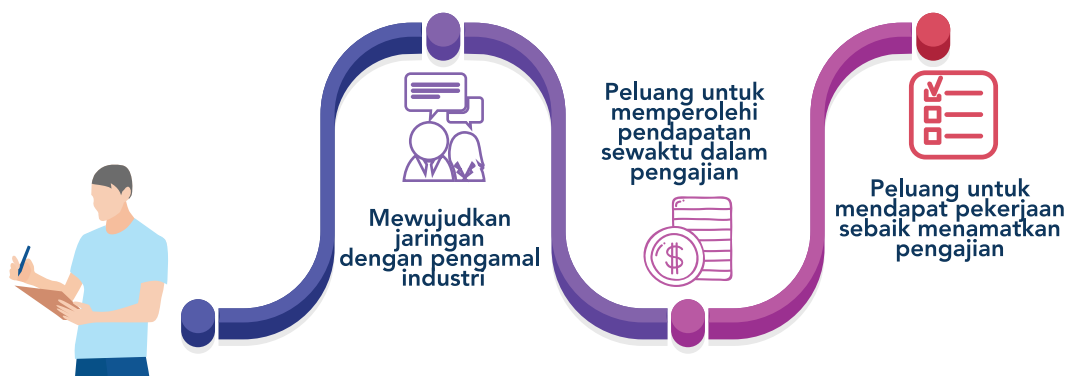 Mewujudkan
jaringan
dengan pengamal
industri
Peluang untuk
memperolehi
pendapatan
sewaktu dalam
pengajian
Peluang untuk
mendapat pekerjaan
sebaik menamatkan
pengajian